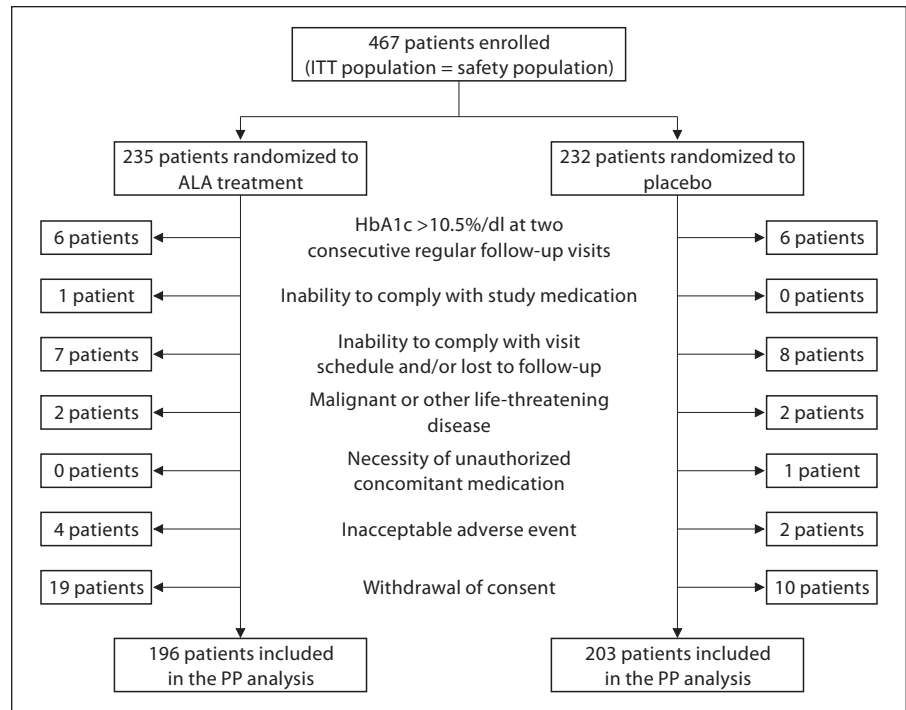 467 patients enrolled
(ITT population = safety population)
235 patients randomized to
ALA treatment
232 patients randomized to
placebo
6 patients
HbA1c >10.5%/dl at two
consecutive regular follow-up visits
6 patients
1 patient
Inability to comply with study medication
0 patients
7 patients
Inability to comply with visit
schedule and/or lost to follow-up
8 patients
2 patients
Malignant or other life-threatening
disease
2 patients
0 patients
Necessity of unauthorized
concomitant medication
1 patient
4 patients
Inacceptable adverse event
2 patients
19 patients
Withdrawal of consent
10 patients
196 patients included
in the PP analysis
203 patients included
in the PP analysis